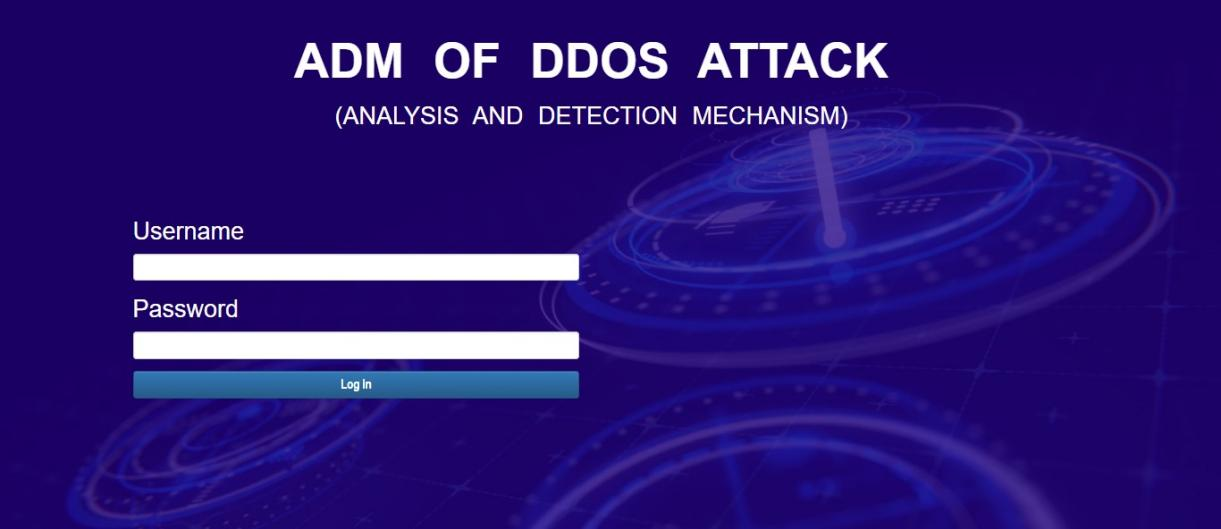 ADM OF DDOS ATTACK
(ANALYSIS AND DETECTION MECHANISM)
Username
Password
Log In